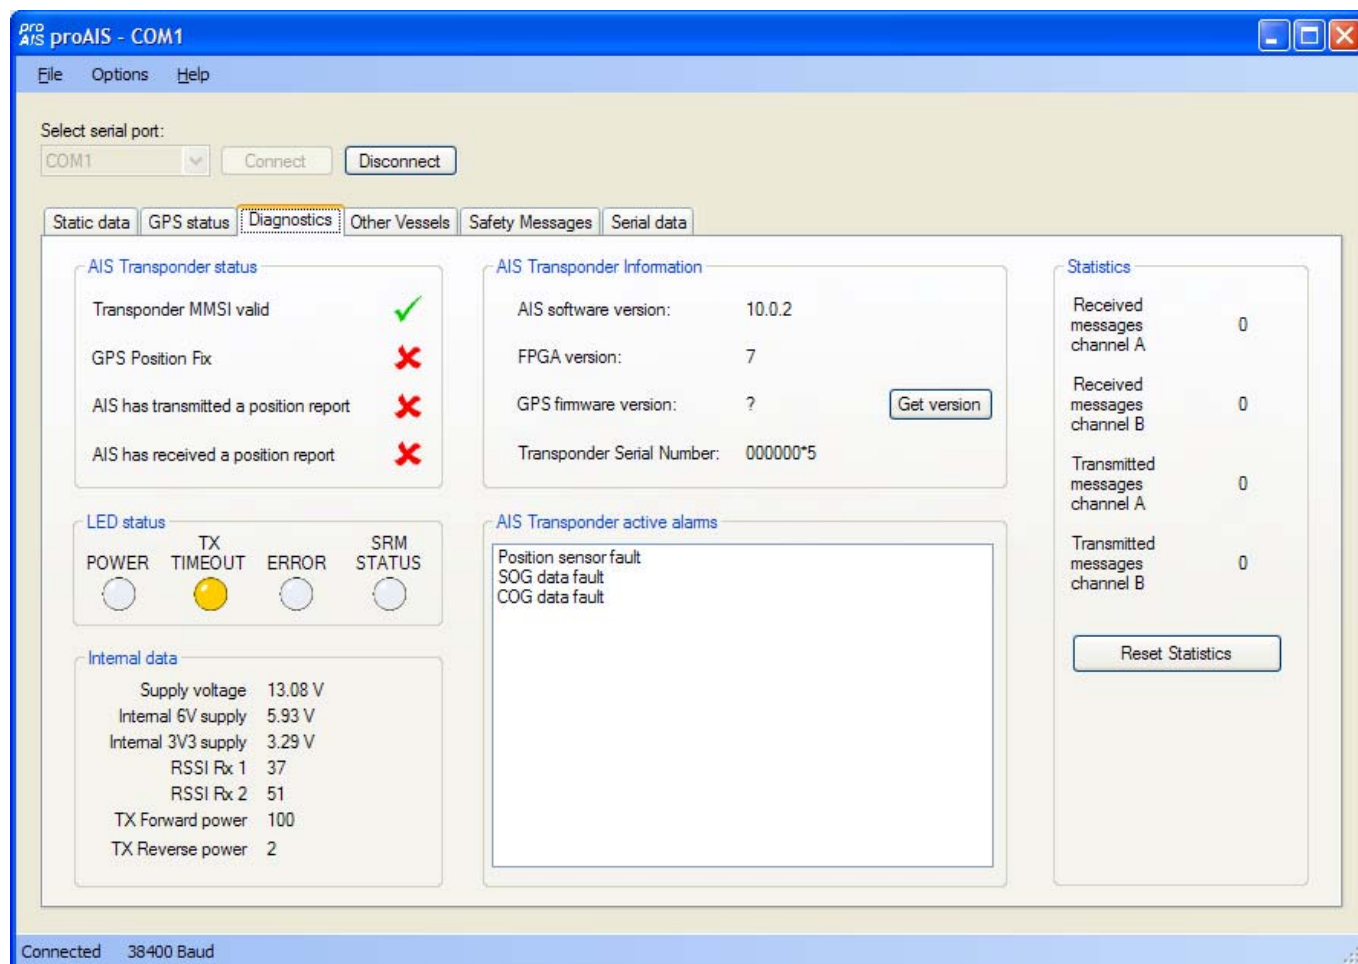 pro AIS proAIS - COM1
File Options Help
Select serial port:
COM1 Connect Disconnect
Static data GPS status Diagnostics Other Vessels Safety Messages Serial data
AIS Transponder status
Transponder MMSI valid
GPS Position Fix
AIS has transmitted a position report
AIS has received a position report
LED status
POWER
TX
TIMEOUT
ERROR
SRM
STATUS
Internal data
Supply voltage 13.08 V
Internal 6V supply 5.93 V
Internal 3V3 supply 3.29 V
RSSI Rx 1 37
RSSI Rx 2 51
TX Forward power 100
TX Reverse power 2
AIS Transponder Information
AIS software version: 10.0.2
FPGA version: 7
GPS firmware version: ? Get version
Transponder Serial Number: 000000*5
AIS Transponder active alarms
Position sensor fault
SOG data fault
COG data fault
Statistics
Received
messages
channel A
0
Received
messages
channel B
0
Transmitted
messages
channel A
0
Transmitted
messages
channel B
0
Reset Statistics
Connected 38400 Baud